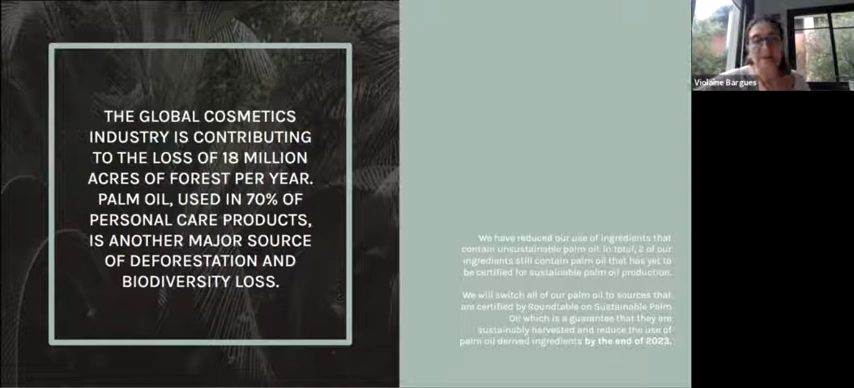 THE GLOBAL COSMETICS
INDUSTRY IS CONTRIBUTING
TO THE LOSS OF 18 MILLION
ACRES OF FOREST PER YEAR.
PALM OIL, USED IN 70% OF
PERSONAL CARE PRODUCTS,
IS ANOTHER MAJOR SOURCE
OF DEFORESTATION AND
BIODIVERSITY LOSS.
We have reduced our use of ingredients that
contain unsustainable palm oil. In total, 2 of our
ingredients still contain palm oil that has yet to
be certified for sustainable palm oil production.
We will switch all of our palm oil to sources that
are certified by Roundtable on Sustainable Palm
Oil which is a guarantee that they are
sustainably harvested and reduce the use of
palm oil derived ingredients by the end of 2023.
Violaine Bargues